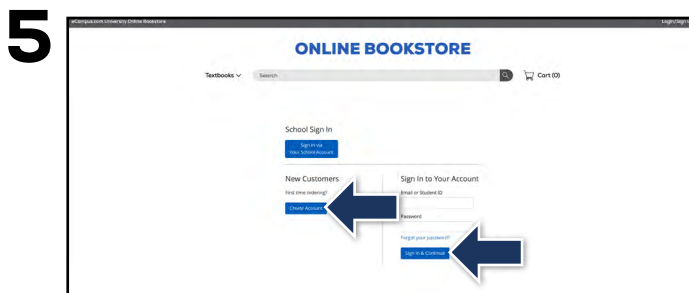 5
eCampus.com University Online Bookstore
Login/Sign
ONLINE BOOKSTORE
Textbooks
Search
Cart (0)
School Sign In
Sign In via
Your School Account
New Customers
First time ordering?
Create Account
Sign In to Your Account
Email or Student ID
Password
Forgot your password?
Sign In & Continue